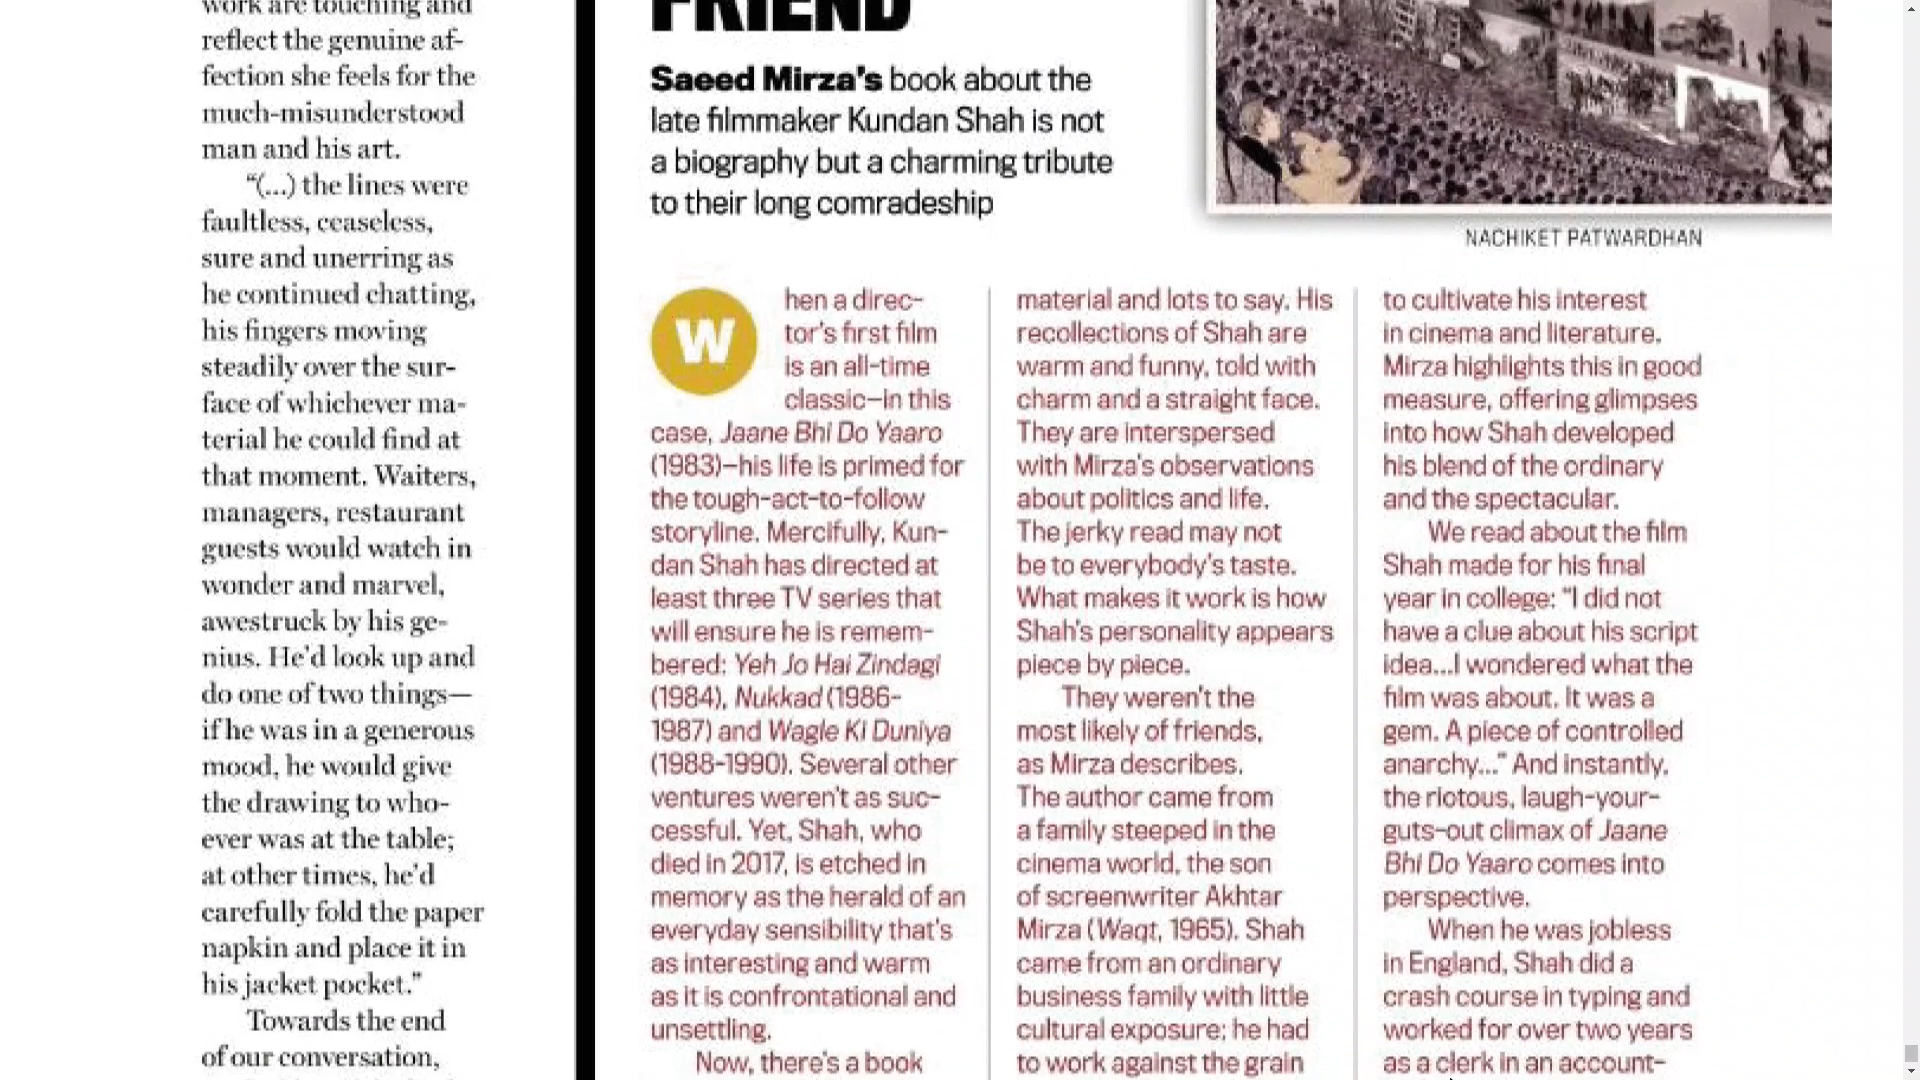 work are touching and
reflect the genuine af-
fection she feels for the
much-misunderstood
man and his art.
“(...) the lines were
faultless, ceaseless,
sure and unerring as
he continued chatting,
his fingers moving
steadily over the sur-
face of whichever ma-
terial he could find at
that moment. Waiters,
managers, restaurant
guests would watch in
wonder and marvel,
awestruck by his ge-
nius. He’d look up and
do one of two things—
if he was in a generous
mood, he would give
the drawing to who-
ever was at the table;
at other times, he’d
carefully fold the paper
napkin and place it in
his jacket pocket.”
Towards the end
of our conversation,
FRIEND
Saeed Mirza’s book about the
late filmmaker Kundan Shah is not
a biography but a charming tribute
to their long comradeship
NACHIKET PATWARDHAN
When a direc-
tor’s first film
is an all-time
classic—in this
case, Jaane Bhi Do Yaaro
(1983)—his life is primed for
the tough-act-to-follow
storyline. Mercifully, Kun-
dan Shah has directed at
least three TV series that
will ensure he is remem-
bered: Yeh Jo Hai Zindagi
(1984), Nukkad (1986-
1987) and Wagle Ki Duniya
(1988-1990). Several other
ventures weren’t as suc-
cessful. Yet, Shah, who
died in 2017, is etched in
memory as the herald of an
everyday sensibility that’s
as interesting and warm
as it is confrontational and
unsettling.
Now, there’s a book
material and lots to say. His
recollections of Shah are
warm and funny, told with
charm and a straight face.
They are interspersed
with Mirza’s observations
about politics and life.
The jerky read may not
be to everybody’s taste.
What makes it work is how
Shah’s personality appears
piece by piece.
They weren’t the
most likely of friends,
as Mirza describes.
The author came from
a family steeped in the
cinema world, the son
of screenwriter Akhtar
Mirza (Waqt, 1965). Shah
came from an ordinary
business family with little
cultural exposure; he had
to work against the grain
to cultivate his interest
in cinema and literature.
Mirza highlights this in good
measure, offering glimpses
into how Shah developed
his blend of the ordinary
and the spectacular.
We read about the film
Shah made for his final
year in college: “I did not
have a clue about his script
idea...I wondered what the
film was about. It was a
gem. A piece of controlled
anarchy...” And instantly,
the riotous, laugh-your-
guts-out climax of Jaane
Bhi Do Yaaro comes into
perspective.
When he was jobless
in England, Shah did a
crash course in typing and
worked for over two years
as a clerk in an account-